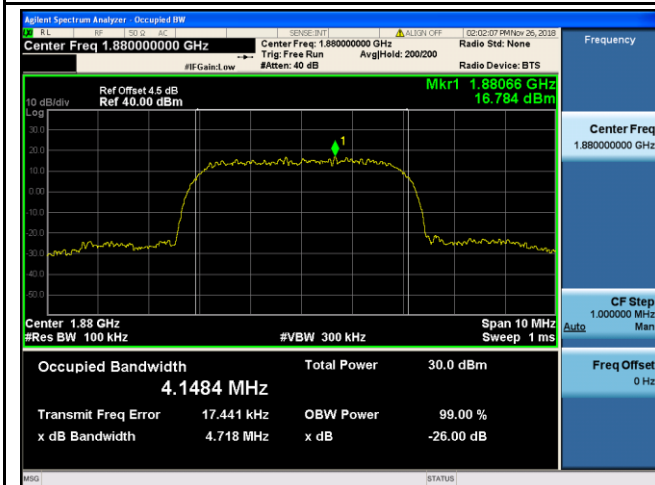 Agilent Spectrum Analyzer - Occupied BW
RL RF 50 Ω AC SENSE:INT ALIGN OFF 02:02:07 PM Nov 26, 2018
Center Freq 1.880000000 GHz Center Freq: 1.880000000 GHz Radio Std: None Frequency
Trig: Free Run Avg|Hold: 200/200
#IFGain:Low #Atten: 40 dB Radio Device: BTS
Ref Offset 4.5 dB Mkr1 1.88066 GHz
10 dB/div Ref 40.00 dBm 16.784 dBm
Log
30.0
20.0
1
10.0
0.00
-10.0
-20.0
-30.0
-40.0
-50.0
Center Freq
1.880000000 GHz
Center 1.88 GHz Span 10 MHz
#Res BW 100 kHz #VBW 300 kHz Sweep 1 ms
CF Step
1.000000 MHz
Auto Man
Occupied Bandwidth Total Power 30.0 dBm
4.1484 MHz
Transmit Freq Error 17.441 kHz OBW Power 99.00 %
x dB Bandwidth 4.718 MHz x dB -26.00 dB
Freq Offset
0 Hz
MSG STATUS